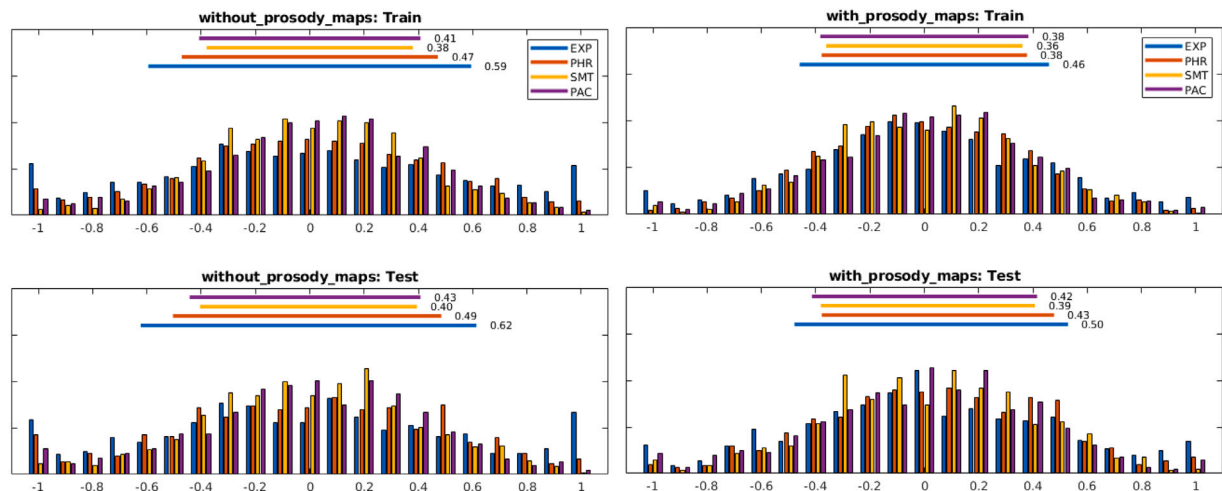 without_prosody_maps: Train
0.41
0.38
0.47
0.59
EXP
PHR
SMT
PAC
-1 -0.8 -0.6 -0.4 -0.2 0 0.2 0.4 0.6 0.8 1
with_prosody_maps: Train
0.38
0.36
0.38
0.46
EXP
PHR
SMT
PAC
-1 -0.8 -0.6 -0.4 -0.2 0 0.2 0.4 0.6 0.8 1
without_prosody_maps: Test
0.43
0.40
0.49
0.62
-1 -0.8 -0.6 -0.4 -0.2 0 0.2 0.4 0.6 0.8 1
with_prosody_maps: Test
0.42
0.39
0.43
0.50
-1 -0.8 -0.6 -0.4 -0.2 0 0.2 0.4 0.6 0.8 1